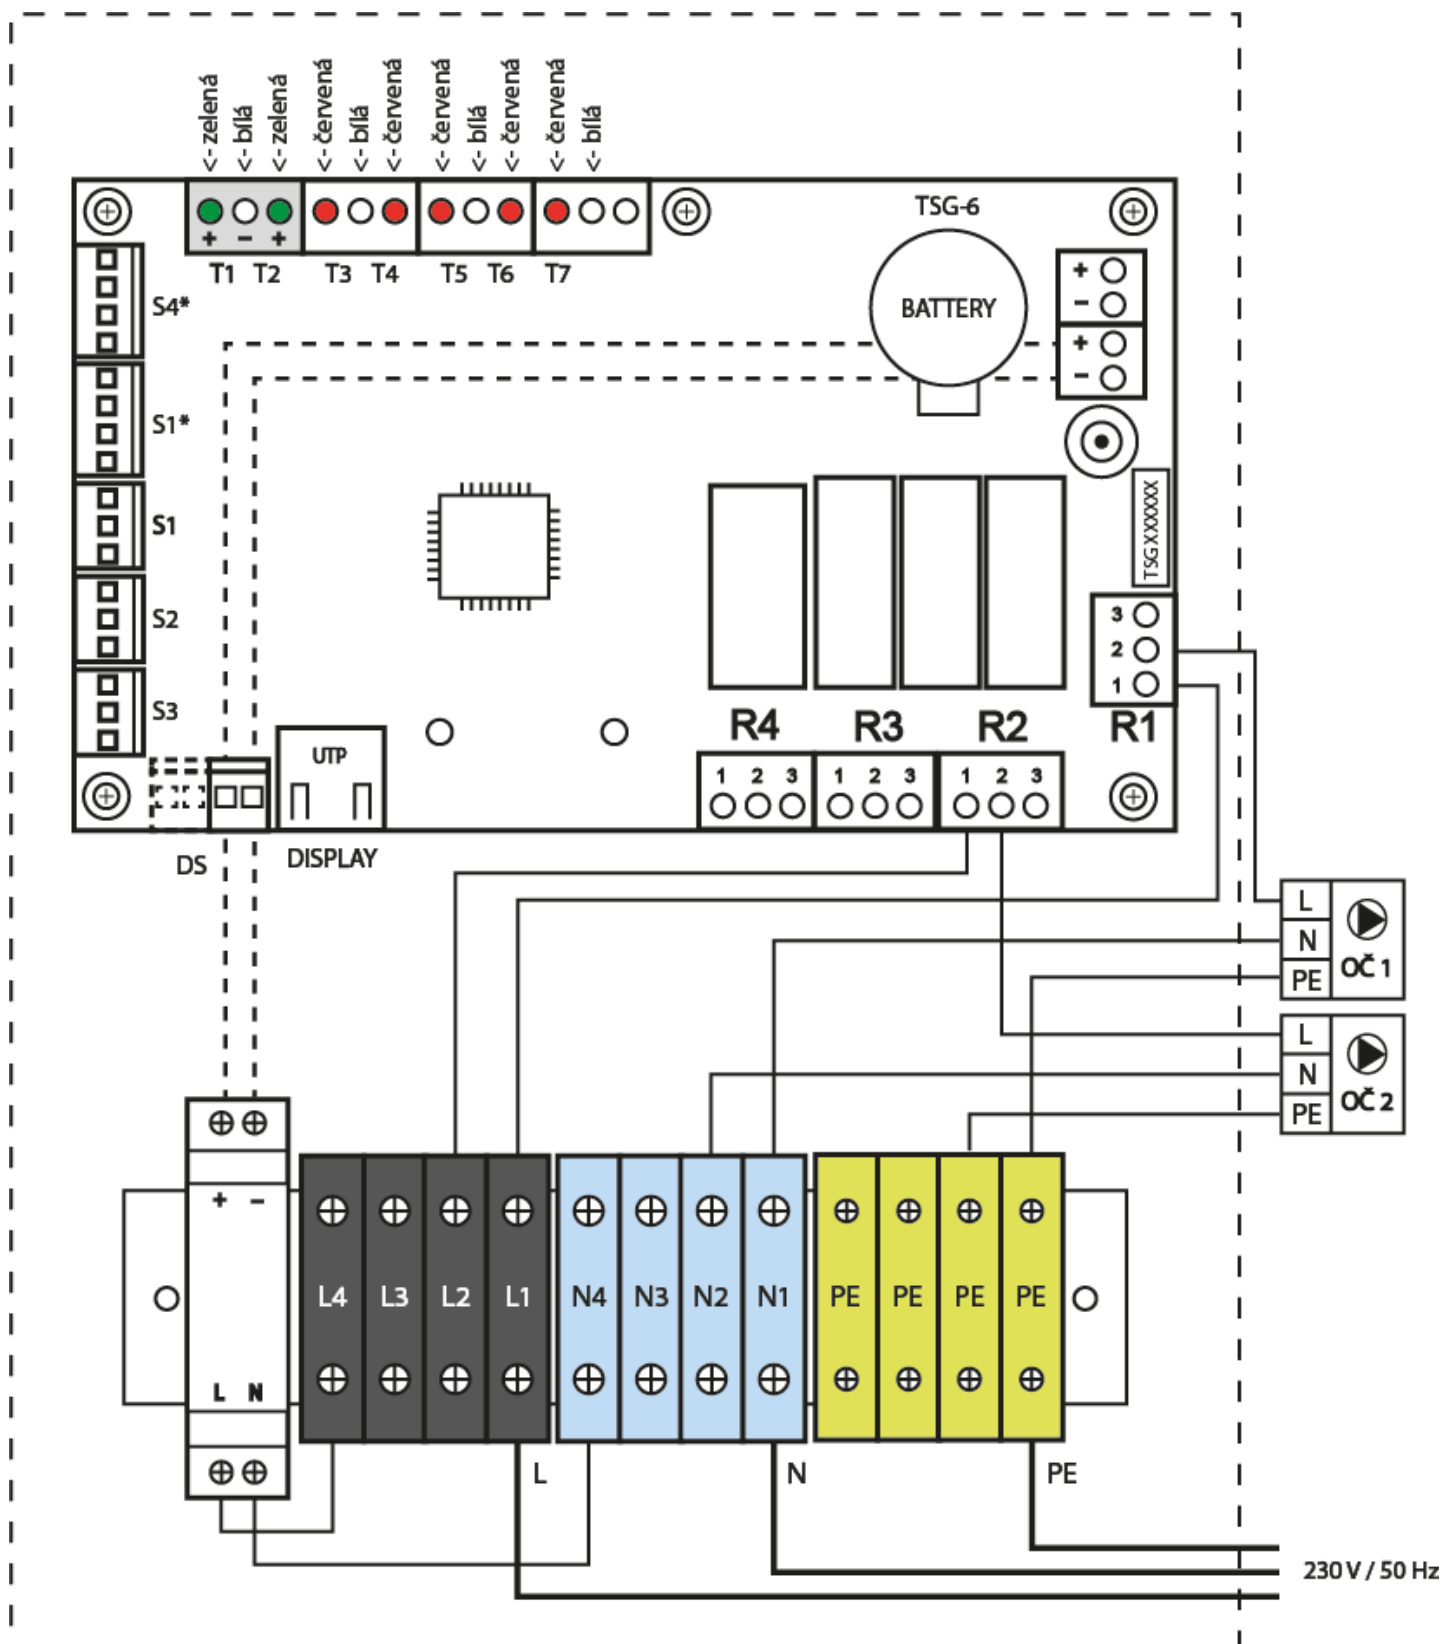 <- zelená
<- bílá
<- zelená
<- červená
<- bílá
<- červená
<- červená
<- bílá
<- červená
<- červená
<- bílá
+ − +
T1 T2 T3 T4 T5 T6 T7
TSG-6
BATTERY
+
−
+
−
S4*
S1*
S1
S2
S3
TSGXXXXXX
3
2
1
R4 R3 R2 R1
UTP
1 2 3 1 2 3 1 2 3
DS
DISPLAY
L
N
PE
OČ 1
L
N
PE
OČ 2
+ −
L4 L3 L2 L1 N4 N3 N2 N1 PE PE PE PE
L N
L N PE
230 V / 50 Hz